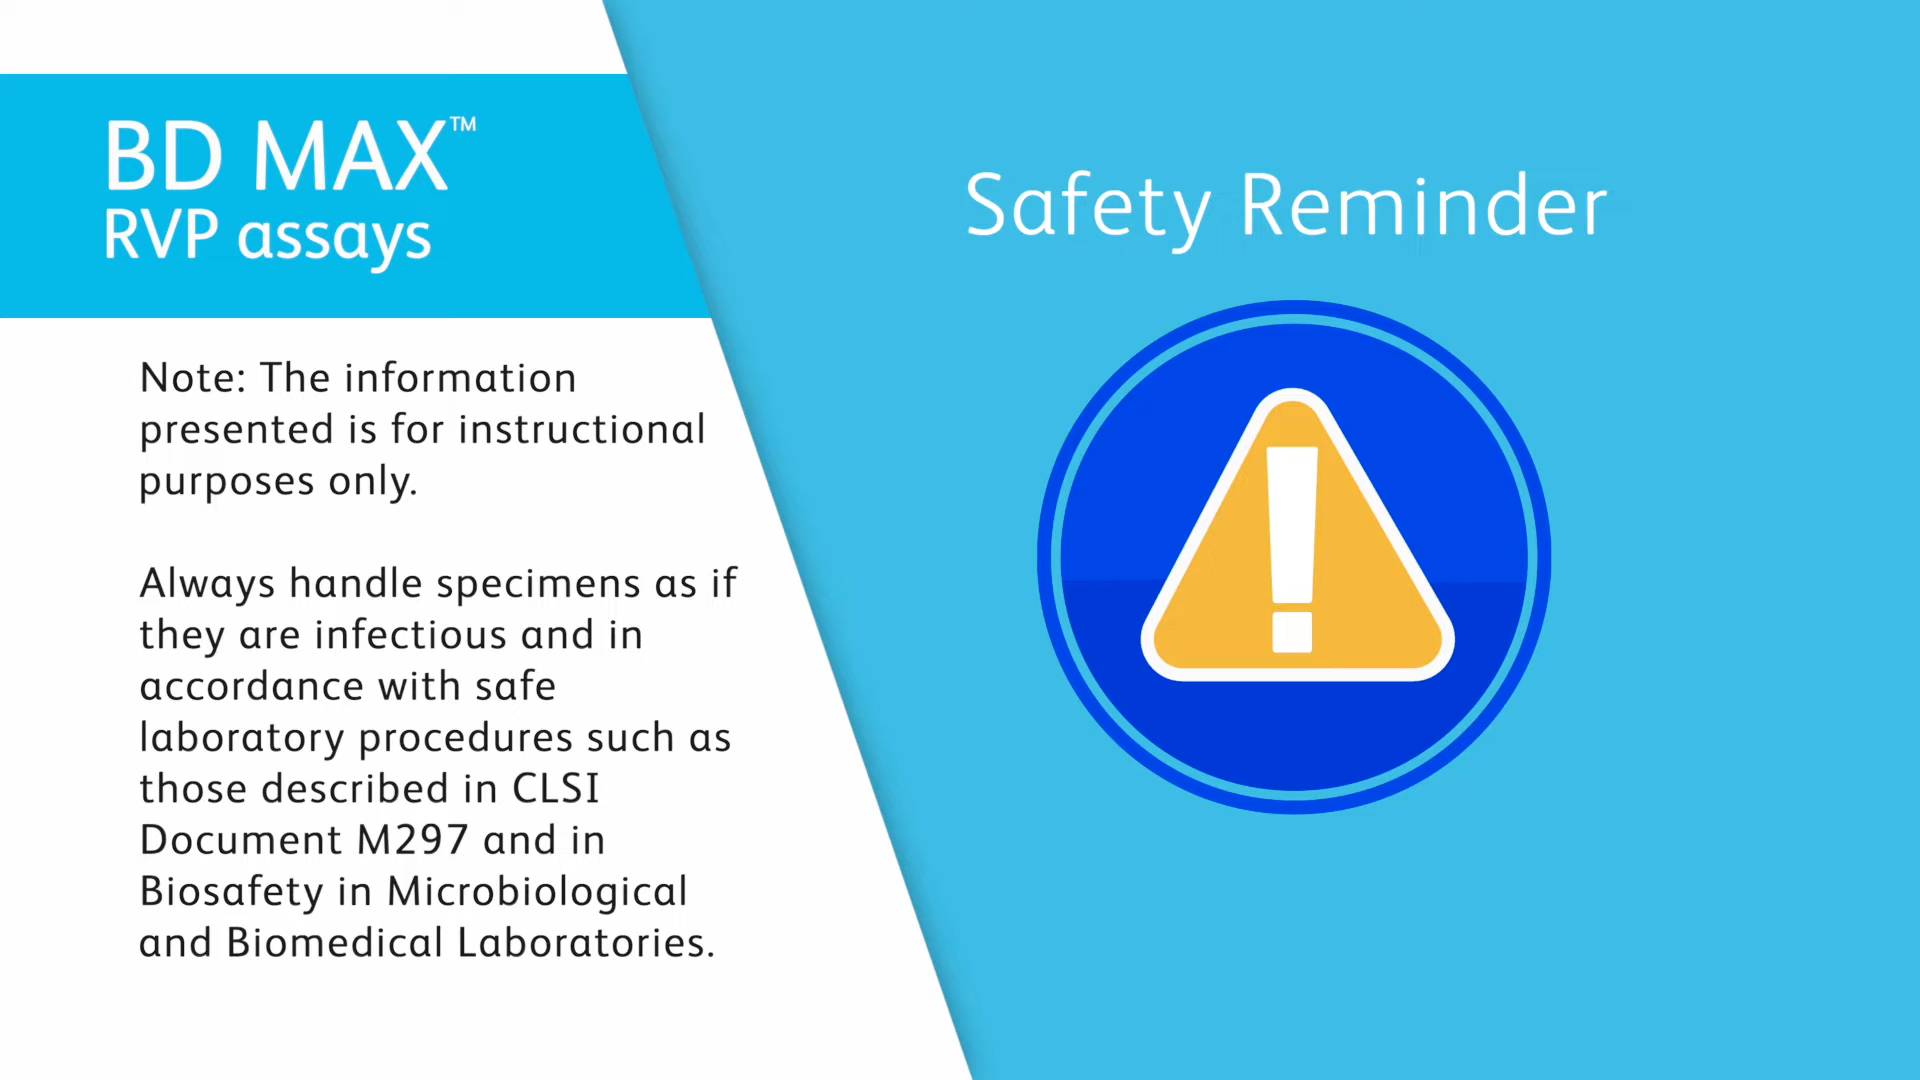 BD MAX™
RVP assays
Note: The information
presented is for instructional
purposes only.
Always handle specimens as if
they are infectious and in
accordance with safe
laboratory procedures such as
those described in CLSI
Document M297 and in
Biosafety in Microbiological
and Biomedical Laboratories.
Safety Reminder
!